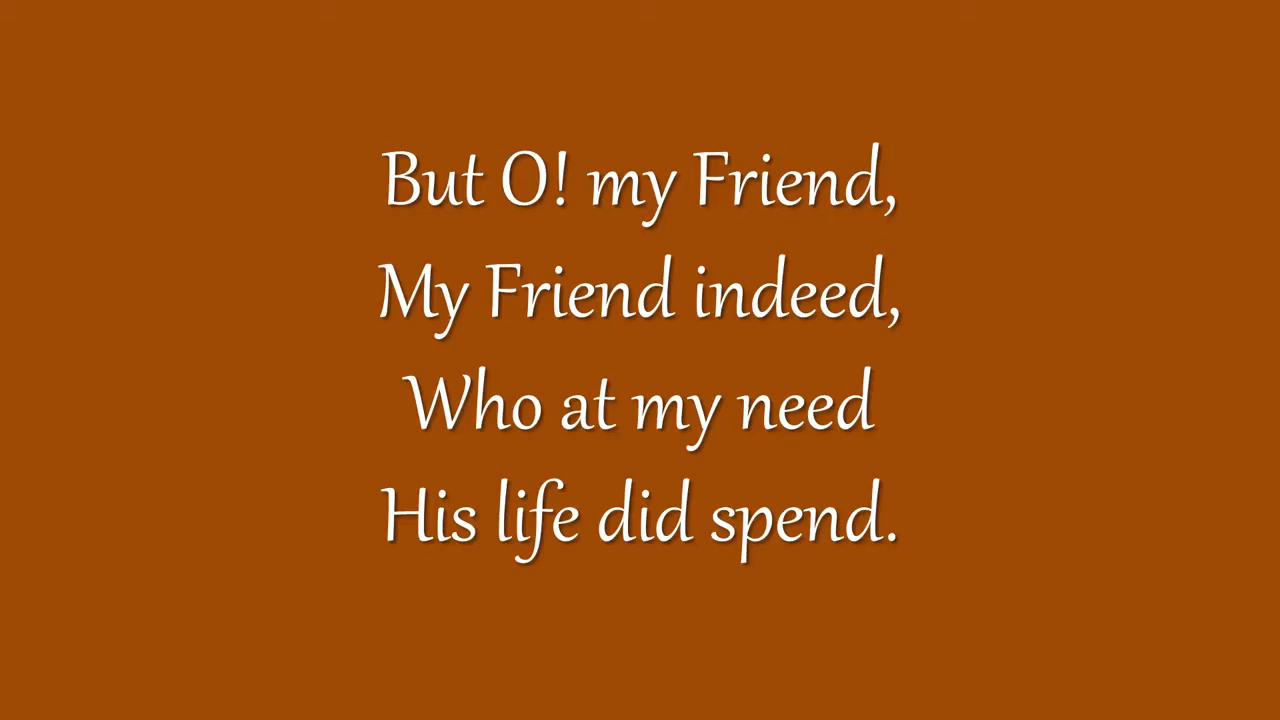 But O! my Friend,
My Friend indeed,
Who at my need
His life did spend.